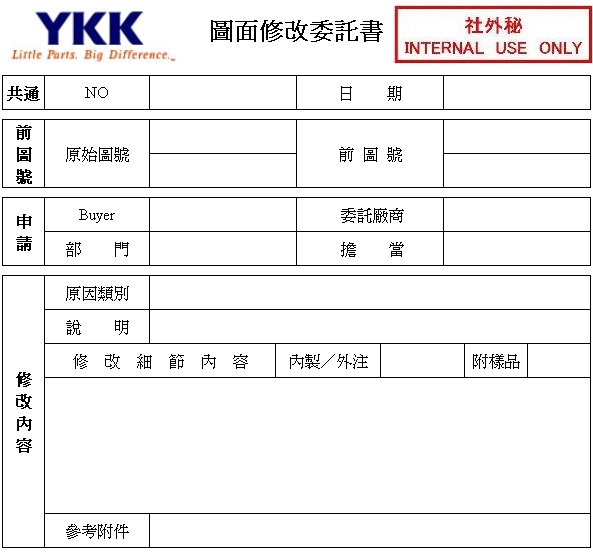 YKK
Little Parts. Big Difference.
圖面修改委託書
社外秘
INTERNAL USE ONLY
共通 NO 日 期
前圖號 原始圖號 前圖號
申請 Buyer 委託廠商
部 門 擔 當
修改內容 原因類別
說 明
修 改 細 節 內 容 內製／外注 附樣品
參考附件